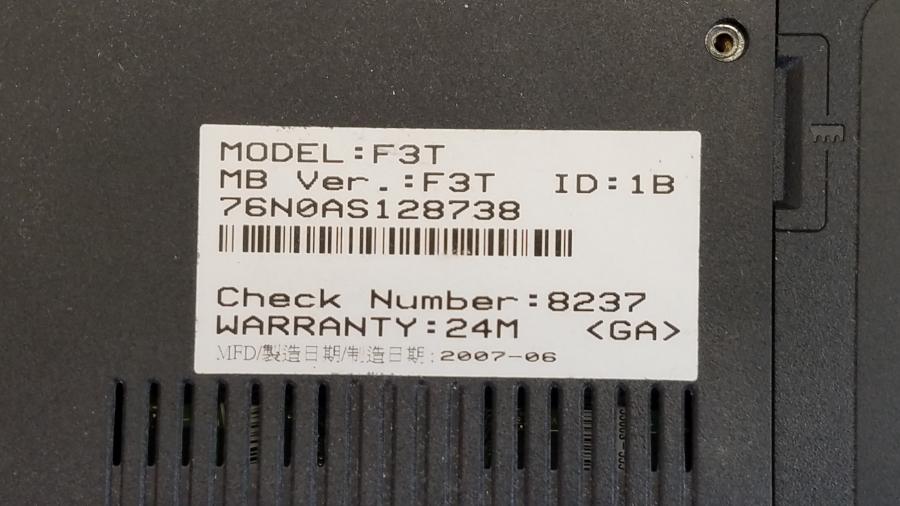 MODEL:F3T
MB Ver.:F3T ID:1B
76N0AS128738
Check Number:8237
WARRANTY:24M <GA>
MFD/製造日期/制造日期:2007-06